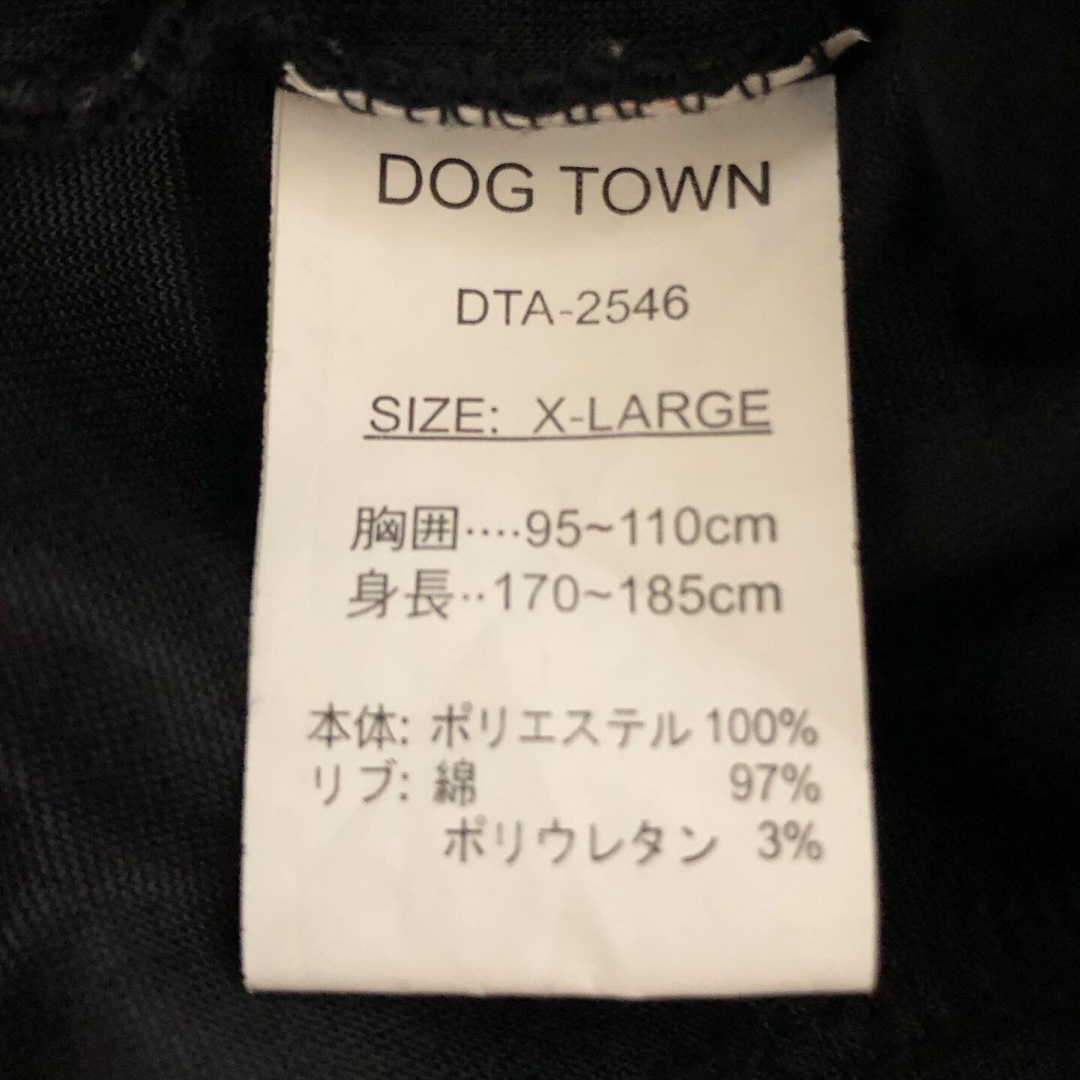 DOG TOWN
DTA-2546
SIZE: X-LARGE
胸囲‥‥95~110cm
身長‥170~185cm
本体: ポリエステル 100%
リブ: 綿 97%
ポリウレタン 3%